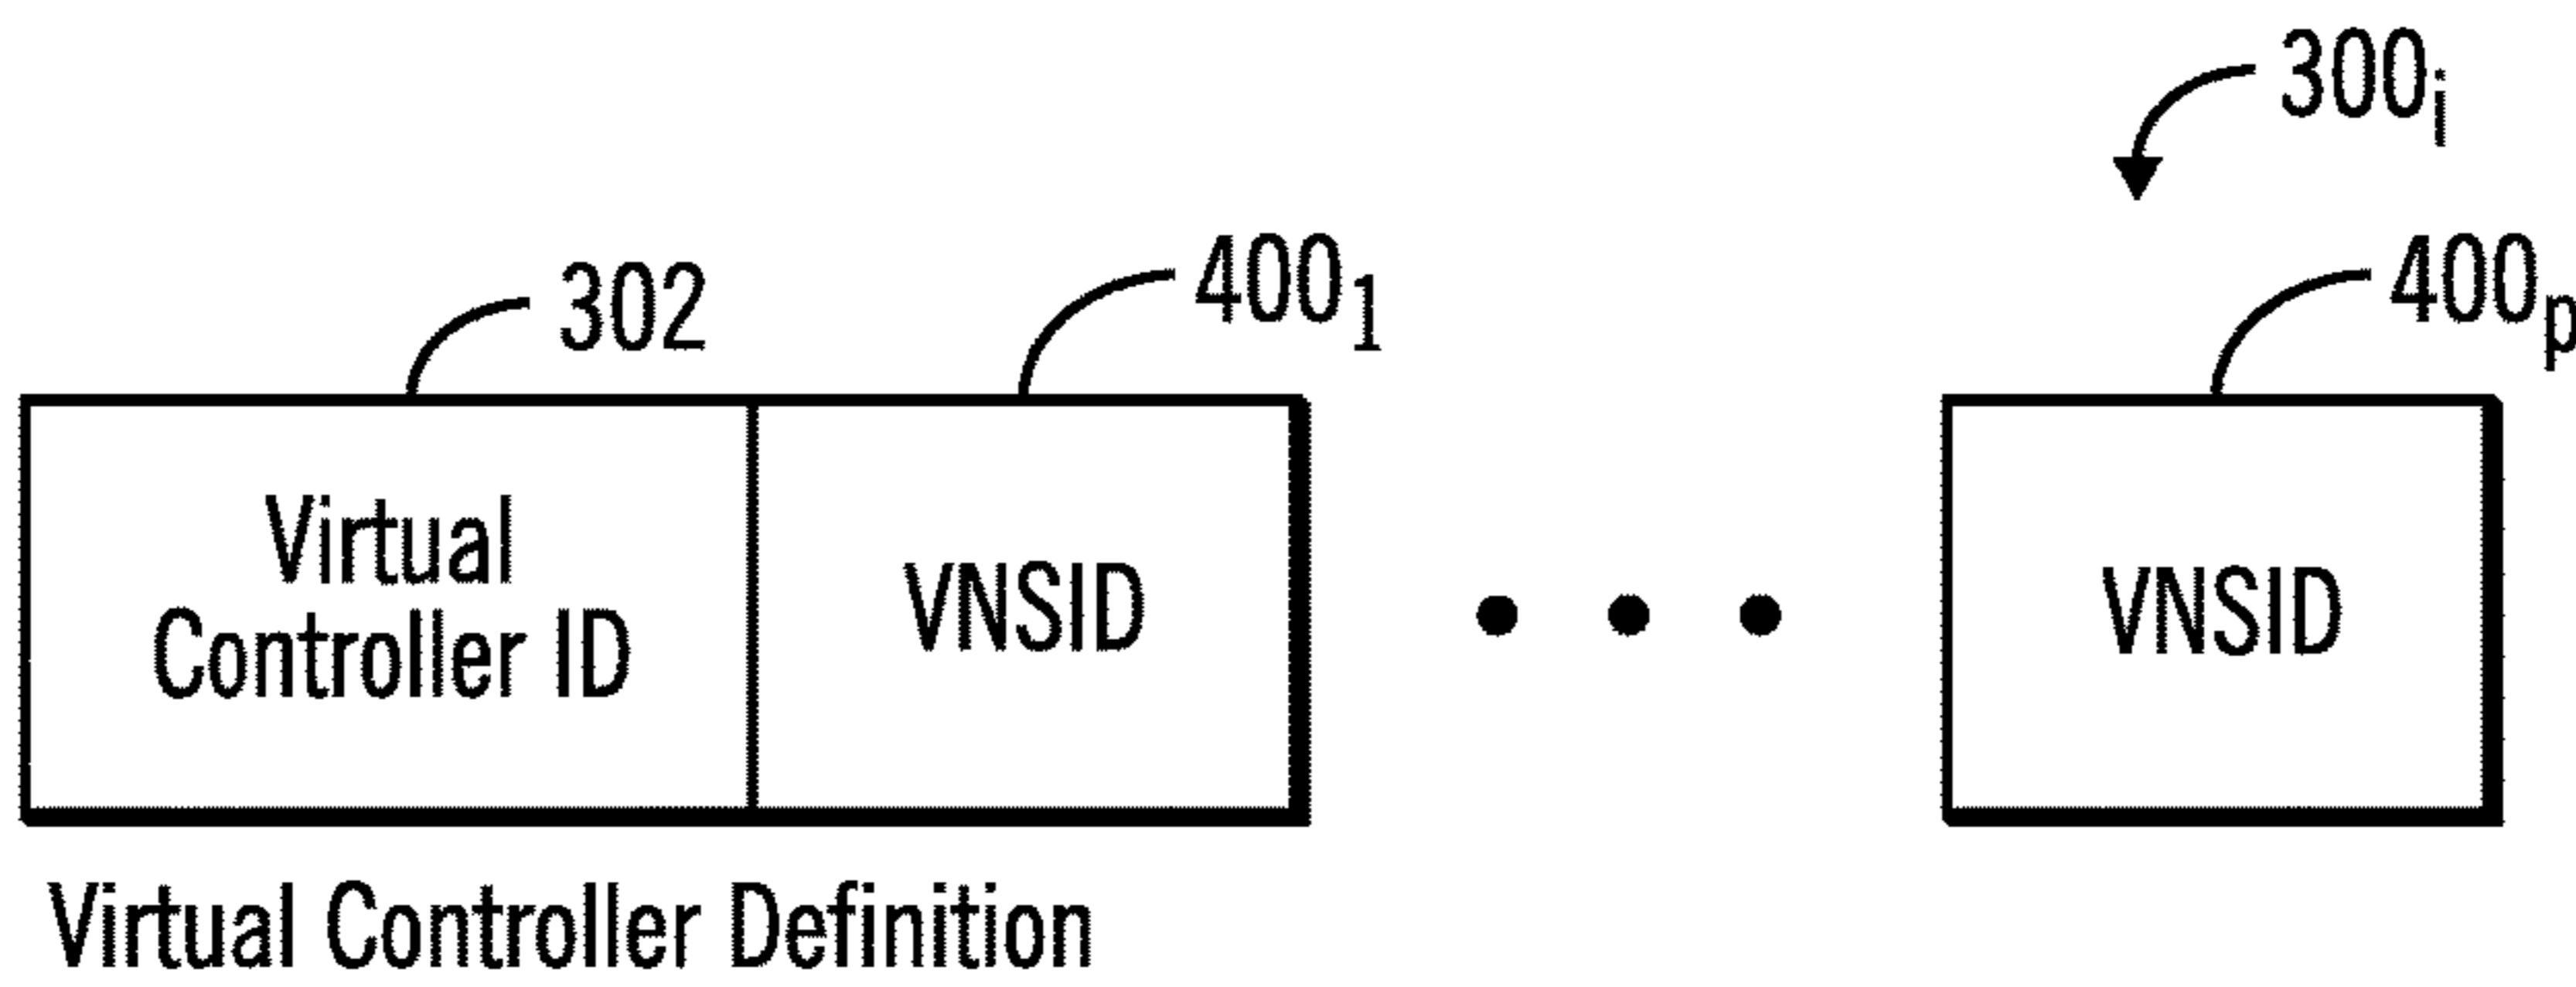 300i
302
4001
400p
Virtual
Controller ID
VNSID
VNSID
Virtual Controller Definition